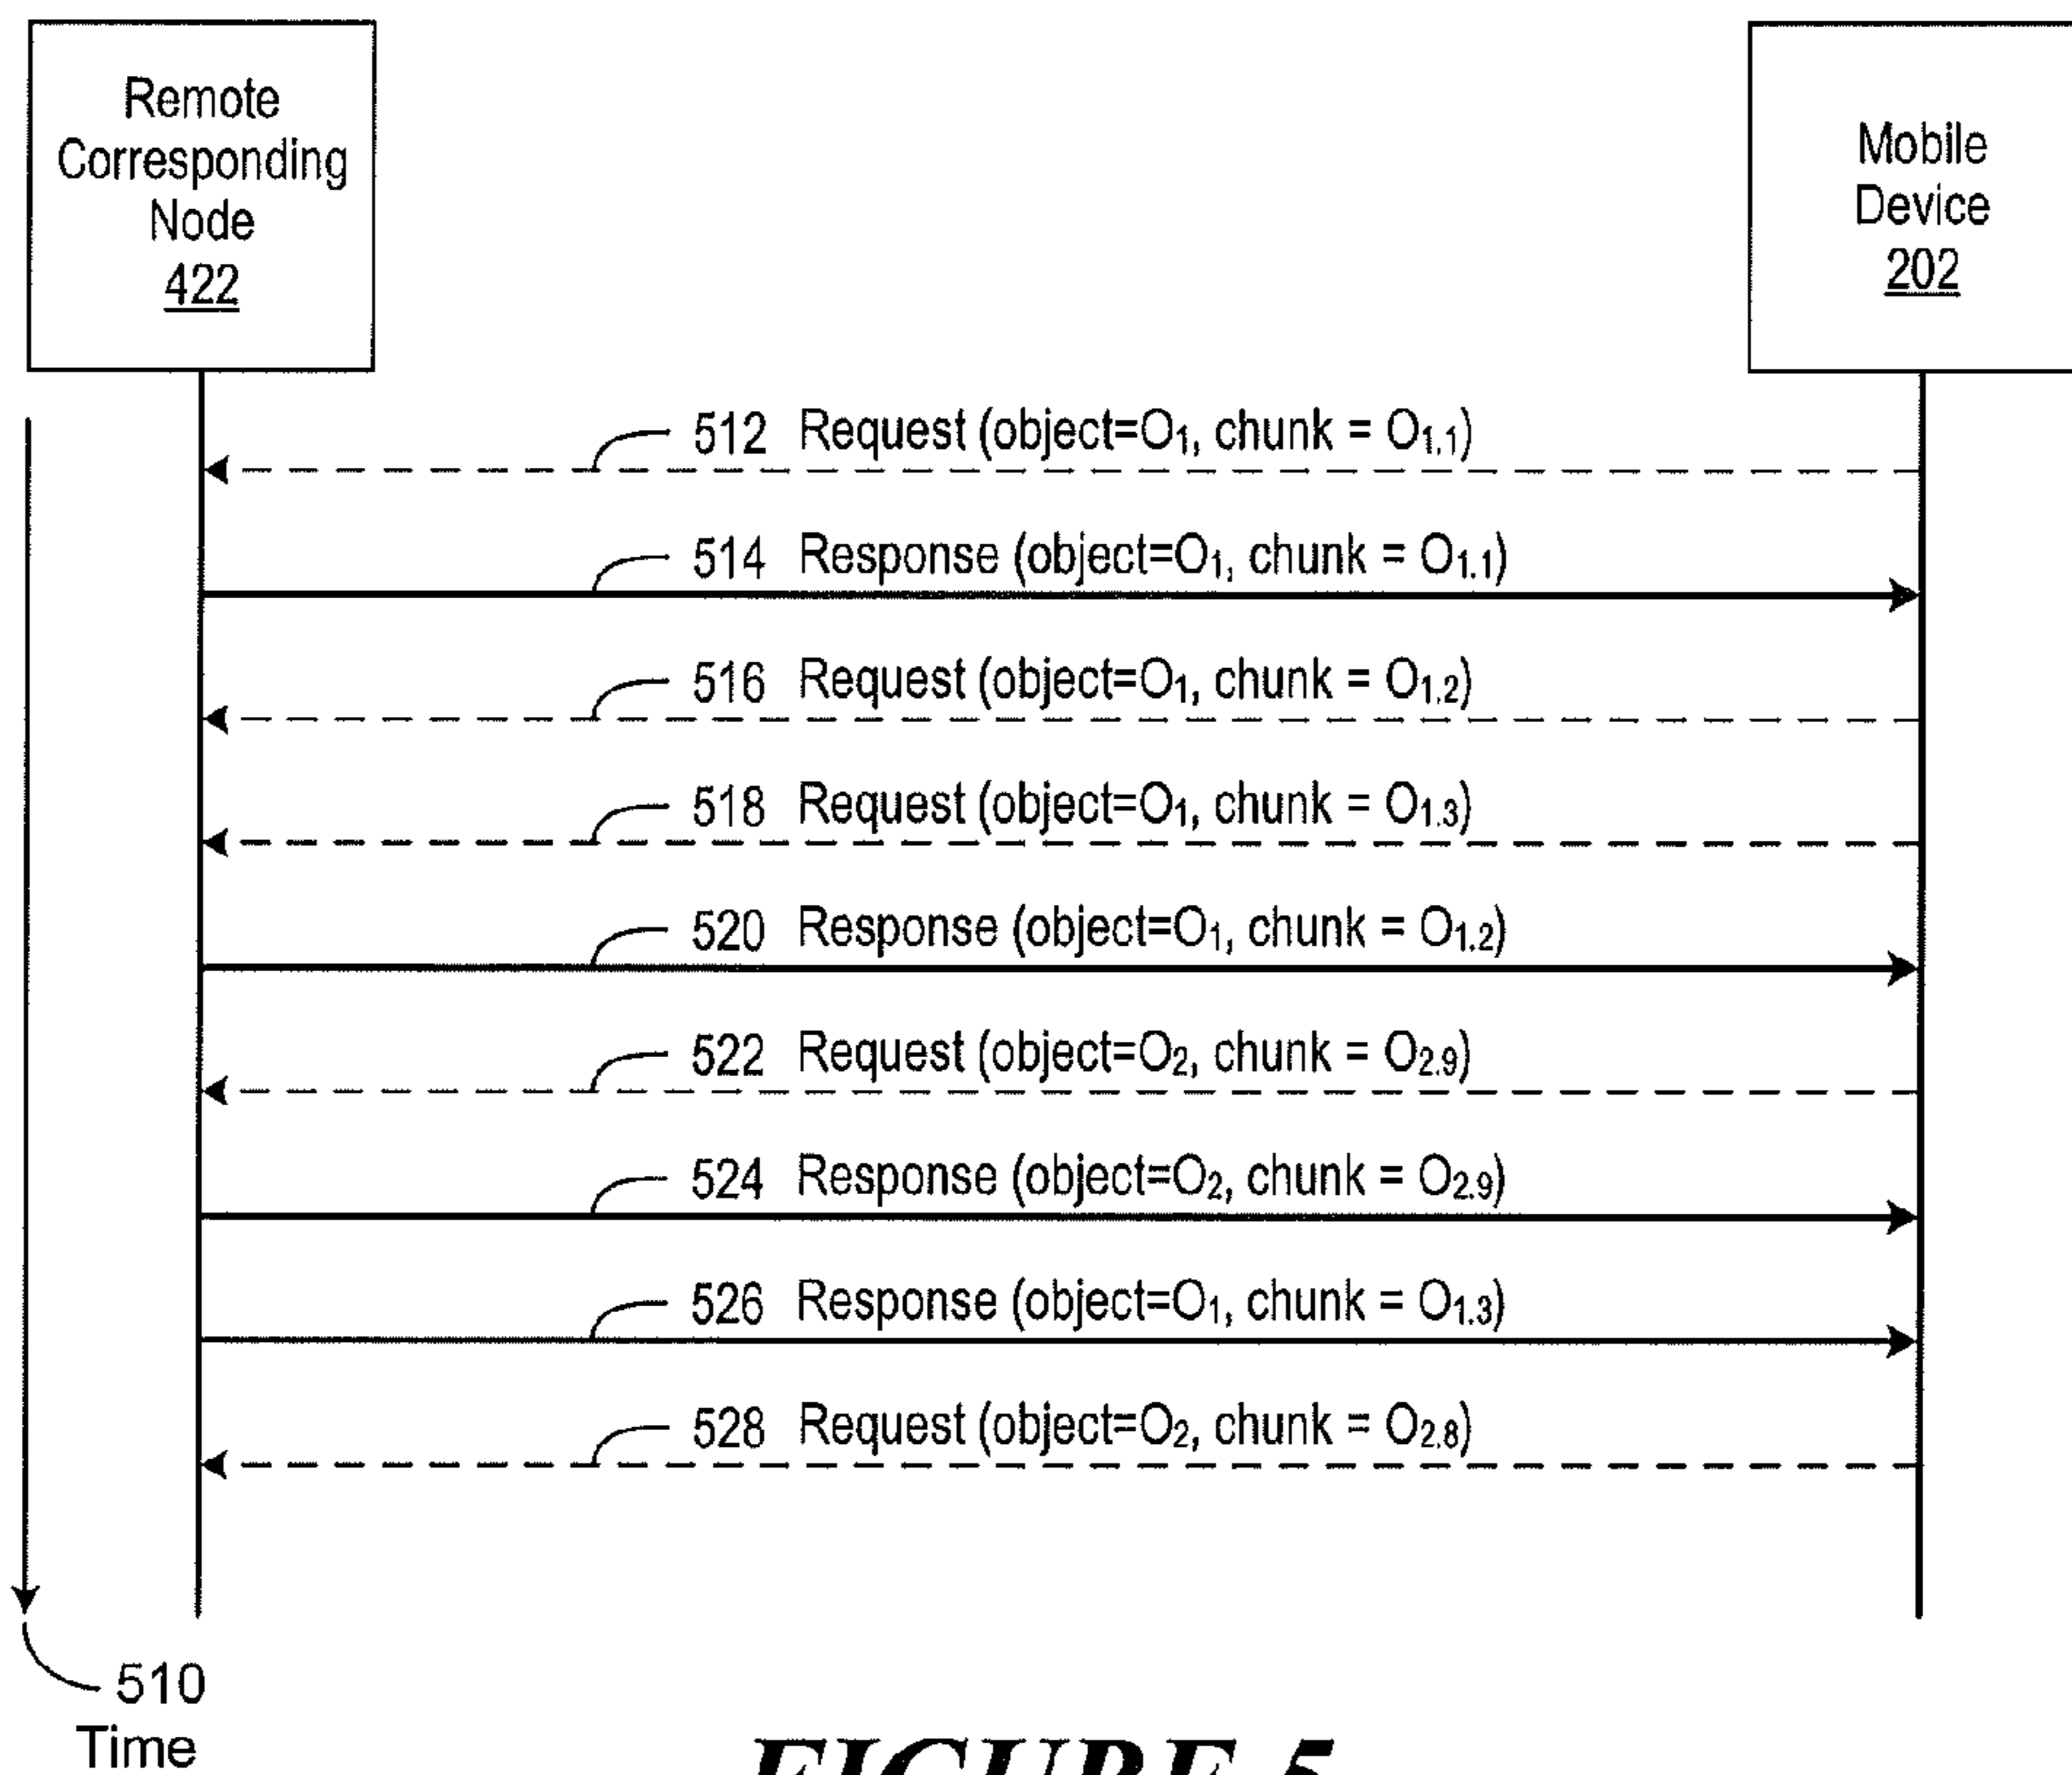 Remote
Corresponding
Node
422
Mobile
Device
202
512 Request (object=O₁, chunk = O₁.₁)
514 Response (object=O₁, chunk = O₁.₁)
516 Request (object=O₁, chunk = O₁.₂)
518 Request (object=O₁, chunk = O₁.₃)
520 Response (object=O₁, chunk = O₁.₂)
522 Request (object=O₂, chunk = O₂.₉)
524 Response (object=O₂, chunk = O₂.₉)
526 Response (object=O₁, chunk = O₁.₃)
528 Request (object=O₂, chunk = O₂.₈)
510
Time
FIGURE 5